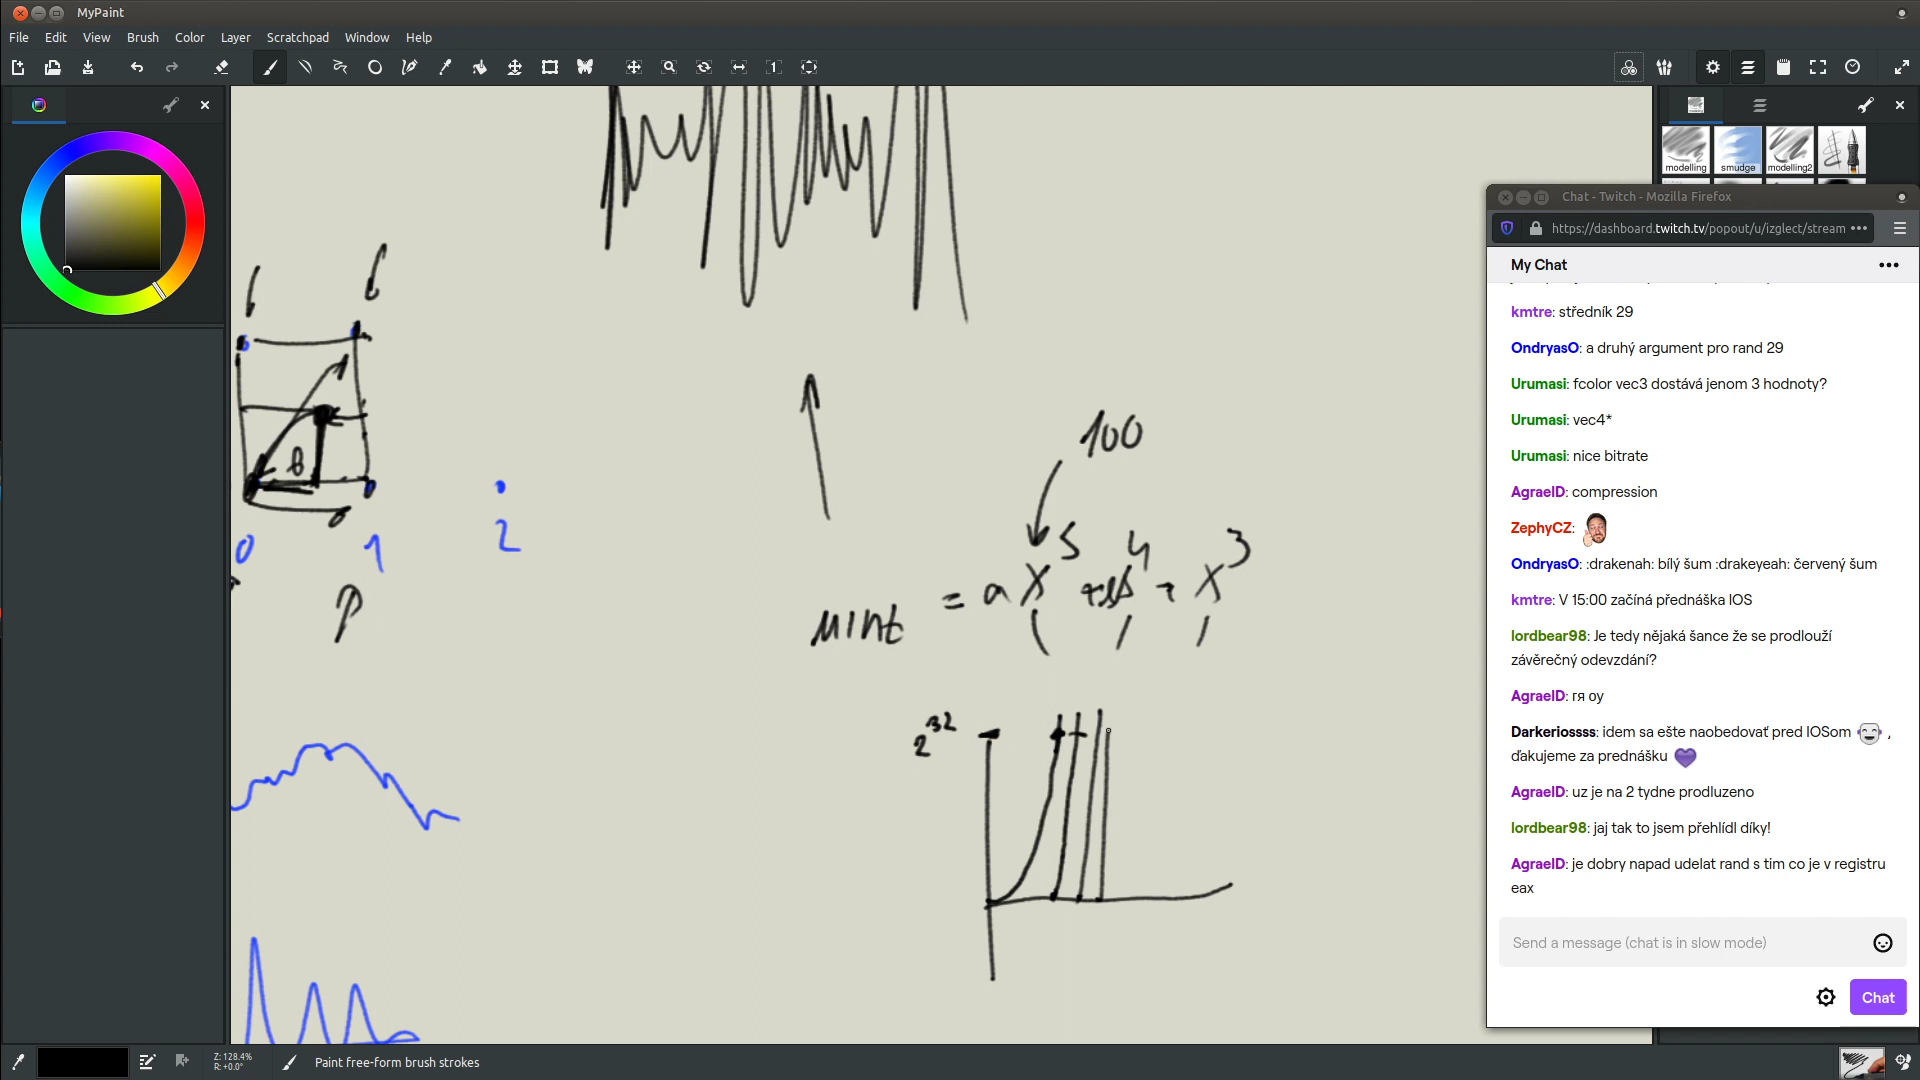 MyPaint
File Edit View Brush Color Layer Scratchpad Window Help
modelling smudge modelling2
Chat - Twitch - Mozilla Firefox
https://dashboard.twitch.tv/popout/u/izglect/stream
My Chat
kmtre: středník 29
OndryasO: a druhý argument pro rand 29
Urumasi: fcolor vec3 dostává jenom 3 hodnoty?
Urumasi: vec4*
Urumasi: nice bitrate
AgraelD: compression
ZephyCZ:
OndryasO: :drakenah: bílý šum :drakeyeah: červený šum
kmtre: V 15:00 začíná přednáška IOS
lordbear98: Je tedy nějaká šance že se prodlouží
závěrečný odevzdání?
AgraelD: гя оу
Darkeriossss: idem sa ešte naobedovať pred IOSom ,
ďakujeme za prednášku
AgraelD: uz je na 2 tydne prodluzeno
lordbear98: jaj tak to jsem přehlídl díky!
AgraelD: je dobry napad udelat rand s tim co je v registru
eax
Send a message (chat is in slow mode)
Chat
100
0 1 2
2^32
Z: 128.4%
R: +0.0°
Paint free-form brush strokes